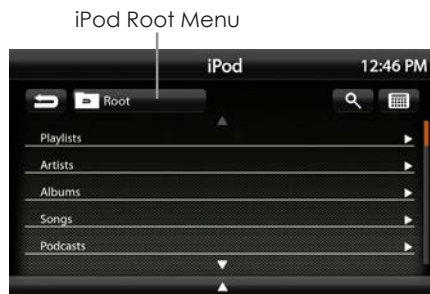 iPod Root Menu
iPod 12:46 PM
Root
Playlists
Artists
Albums
Songs
Podcasts